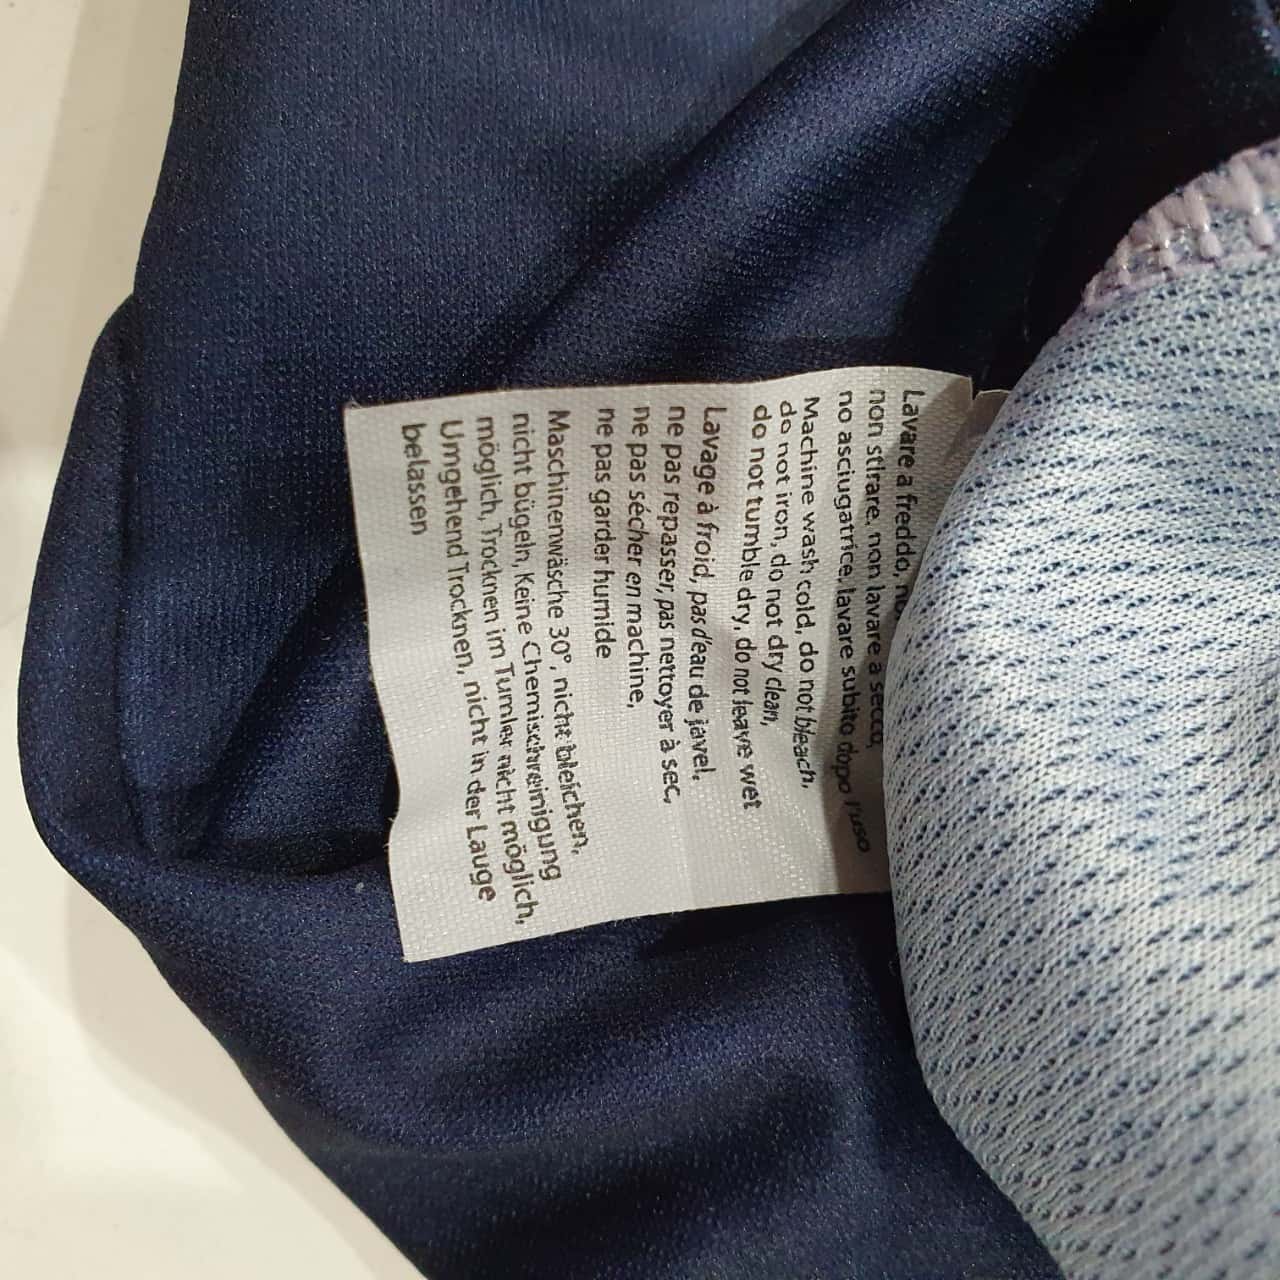 Lavare a freddo,
non stirare, non lavare a secco,
no asciugatrice, lavare subito dopo l'uso
Machine wash cold, do not bleach,
do not iron, do not dry clean,
do not tumble dry, do not leave wet
Lavage à froid, pas d'eau de javel,
ne pas repasser, pas nettoyer à sec,
ne pas sécher en machine,
ne pas garder humide
Maschinenwäsche 30°, nicht bleichen,
nicht bügeln, Keine Chemischreinigung
möglich, Trocknen im Tumler nicht möglich,
Umgehend Trocknen, nicht in der Lauge
belassen